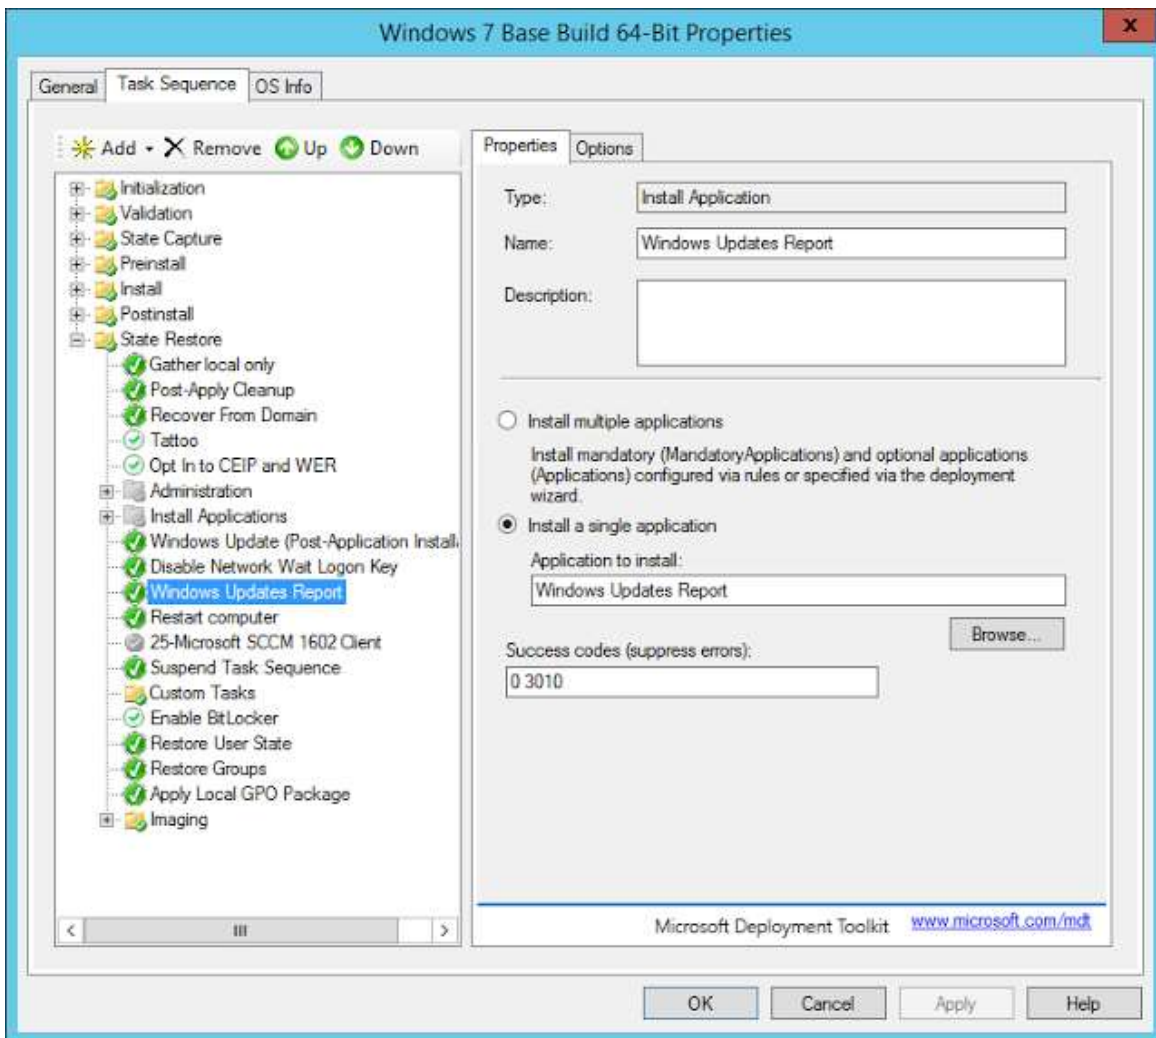 Windows 7 Base Build 64-Bit Properties
x
General Task Sequence OS Info
Add Remove Up Down
Initialization
Validation
State Capture
Preinstall
Install
Postinstall
State Restore
Gather local only
Post-Apply Cleanup
Recover From Domain
Tattoo
Opt In to CEIP and WER
Administration
Install Applications
Windows Update (Post-Application Install
Disable Network Wait Logon Key
Windows Updates Report
Restart computer
25-Microsoft SCCM 1602 Client
Suspend Task Sequence
Custom Tasks
Enable BitLocker
Restore User State
Restore Groups
Apply Local GPO Package
Imaging
Properties Options
Type: Install Application
Name: Windows Updates Report
Description:
Install multiple applications
Install mandatory (MandatoryApplications) and optional applications
(Applications) configured via rules or specified via the deployment
wizard.
Install a single application
Application to install:
Windows Updates Report
Browse...
Success codes (suppress errors):
0 3010
Microsoft Deployment Toolkit www.microsoft.com/mdt
OK Cancel Apply Help